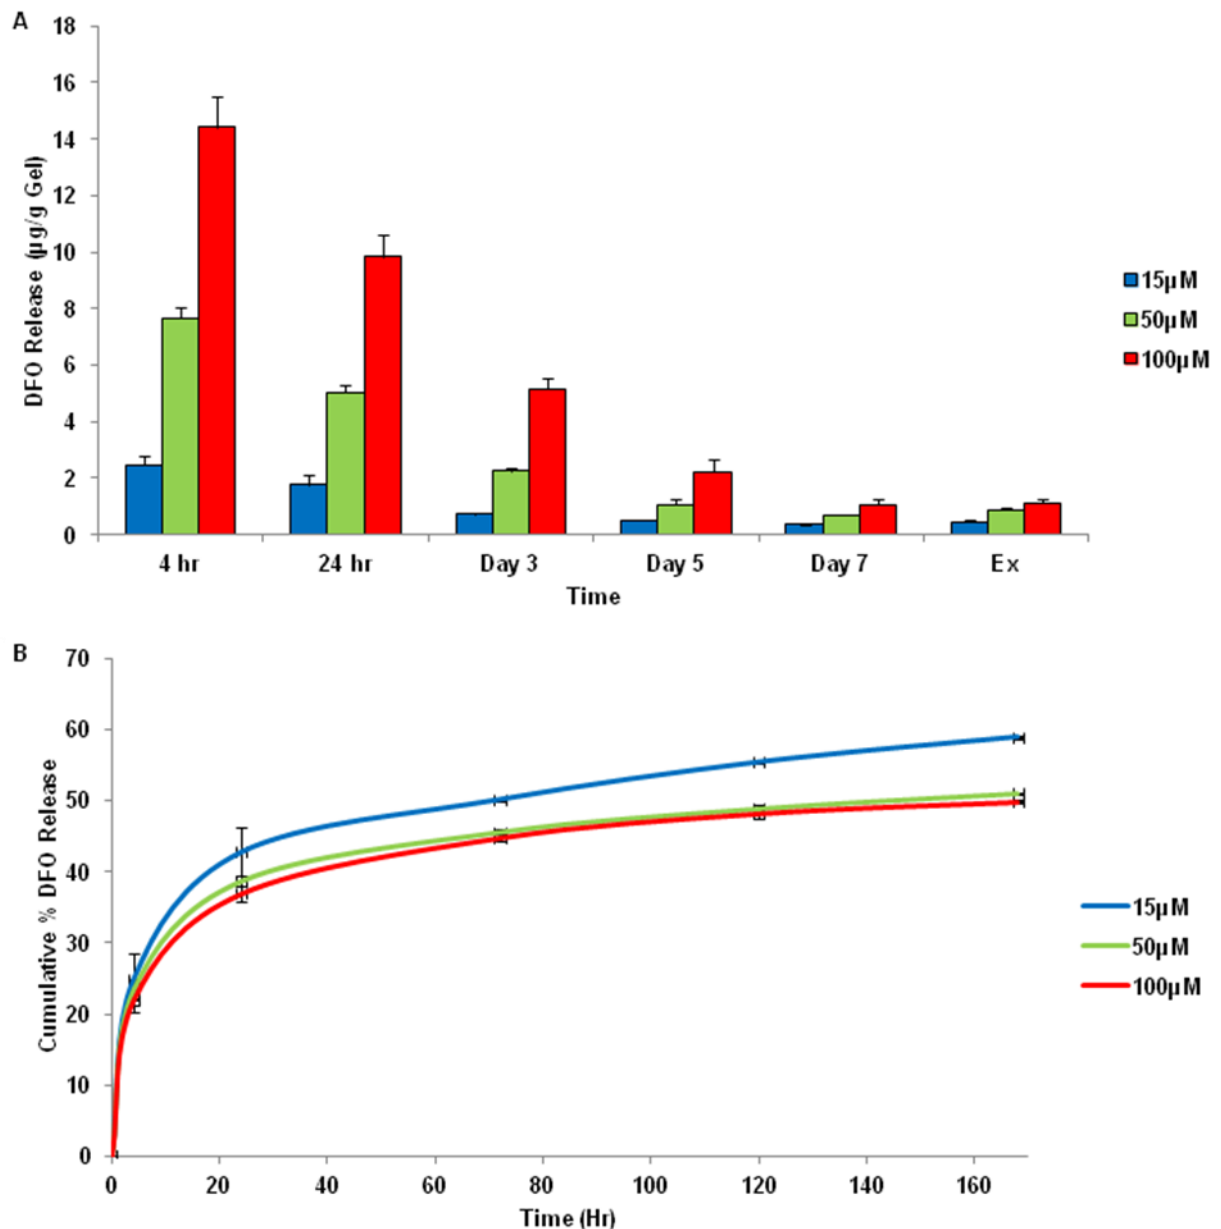 A
18
16
14
12
10
8
6
4
2
0
DFO Release (µg/g Gel)
4 hr 24 hr Day 3 Day 5 Day 7 Ex
Time
15µM
50µM
100µM
B
70
60
50
40
30
20
10
0
Cumulative % DFO Release
0 20 40 60 80 100 120 140 160
Time (Hr)
15µM
50µM
100µM